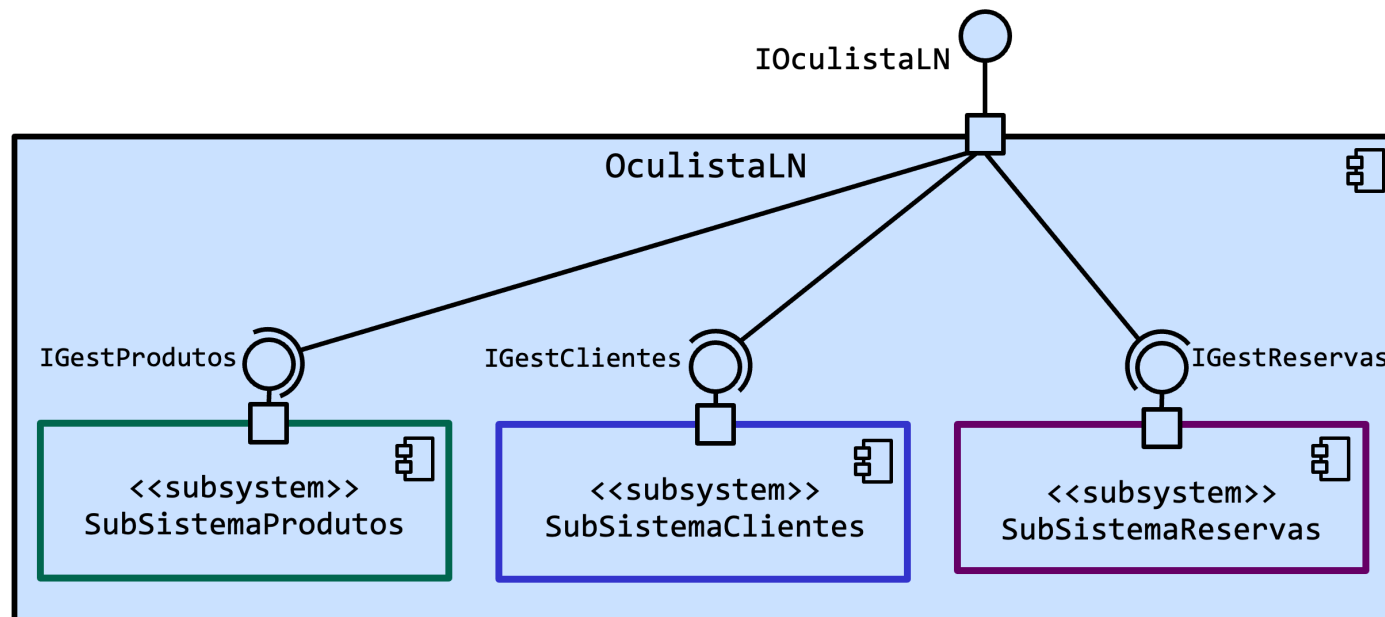 IOculistaLN
OculistaLN
IGestProdutos
IGestClientes
IGestReservas
<<subsystem>>
SubSistemaProdutos
<<subsystem>>
SubSistemaClientes
<<subsystem>>
SubSistemaReservas